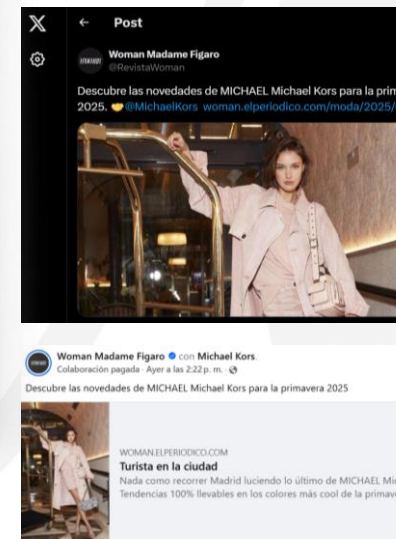 Post
Woman Madame Figaro
@RevistaWoman
Descubre las novedades de MICHAEL Michael Kors para la
2025. @MichaelKors woman.elperiodico.com/moda/2025/
Woman Madame Figaro con Michael Kors.
Colaboración pagada · Ayer a las 2:22 p. m. ·
Descubre las novedades de MICHAEL Michael Kors para la primavera 2025
WOMAN.ELPERIODICO.COM
Turista en la ciudad
Nada como recorrer Madrid luciendo lo último de MICHAEL
Tendencias 100% llevables en los colores más cool de la